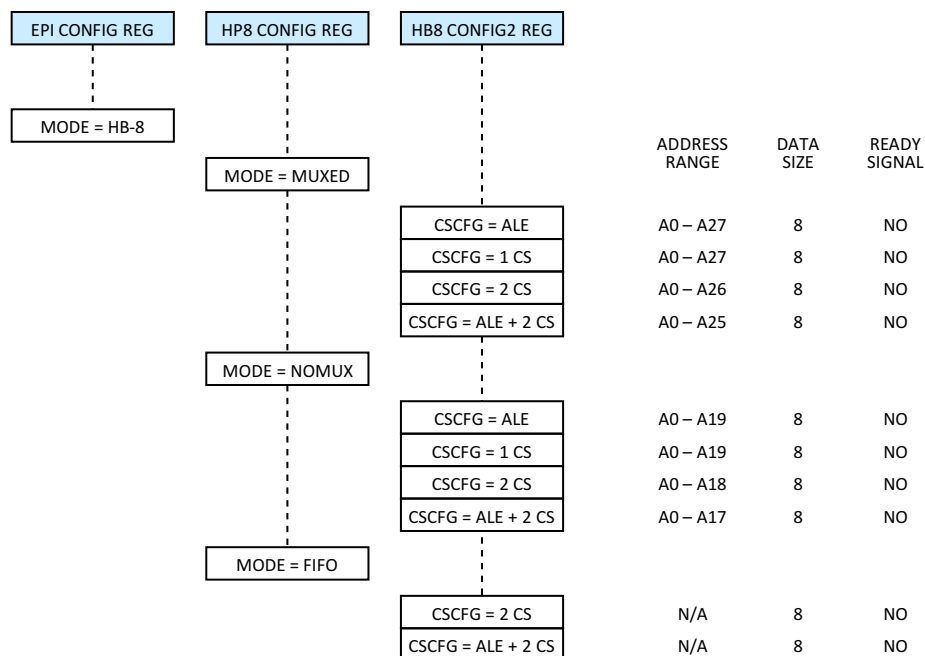 EPI CONFIG REG HP8 CONFIG REG HB8 CONFIG2 REG
MODE = HB-8
ADDRESS RANGE DATA SIZE READY SIGNAL
MODE = MUXED
CSCFG = ALE A0 – A27 8 NO
CSCFG = 1 CS A0 – A27 8 NO
CSCFG = 2 CS A0 – A26 8 NO
CSCFG = ALE + 2 CS A0 – A25 8 NO
MODE = NOMUX
CSCFG = ALE A0 – A19 8 NO
CSCFG = 1 CS A0 – A19 8 NO
CSCFG = 2 CS A0 – A18 8 NO
CSCFG = ALE + 2 CS A0 – A17 8 NO
MODE = FIFO
CSCFG = 2 CS N/A 8 NO
CSCFG = ALE + 2 CS N/A 8 NO